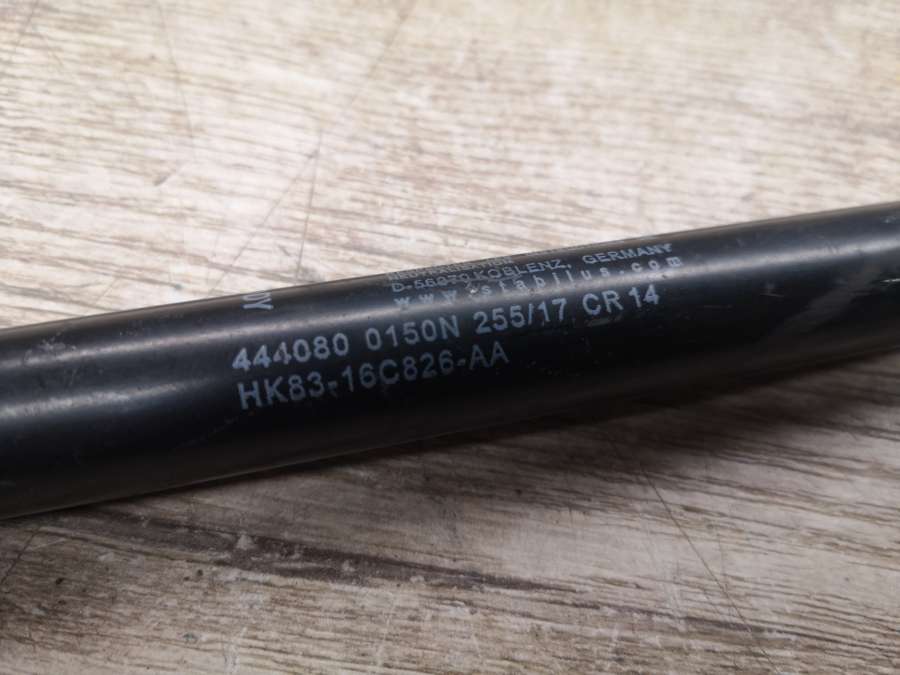 D-56070 KOBLENZ, GERMANY
www.stabilus.com
444080 0150N 255/17 CR 14
HK83-16C826-AA